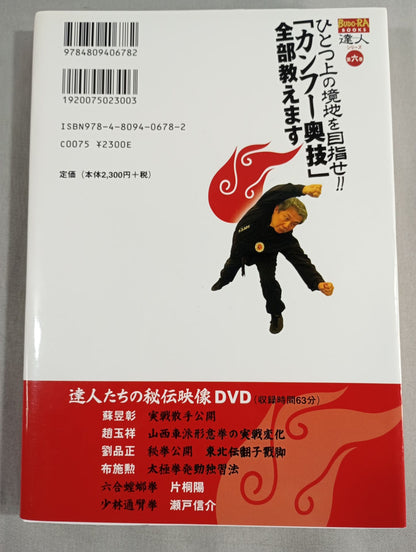 9784809406782
1920075023003
ISBN978-4-8094-0678-2
C0075 ¥2300E
定価(本体2,300円+税)
BUDO-RA
BOOKS
達人
シリーズ
第六巻
ひとつ上の境地を目指せ!!
「カンフー奥技」
全部教えます
達人たちの秘伝映像DVD(収録時間63分)
蘇昱彰 実戦散手公開
趙玉祥 山西車派形意拳の実戦変化
劉品正 秘拳公開 東北伝翻子戳脚
布施勲 太極拳発勁独習法
六合螳螂拳 片桐陽
少林通臂拳 瀬戸信介